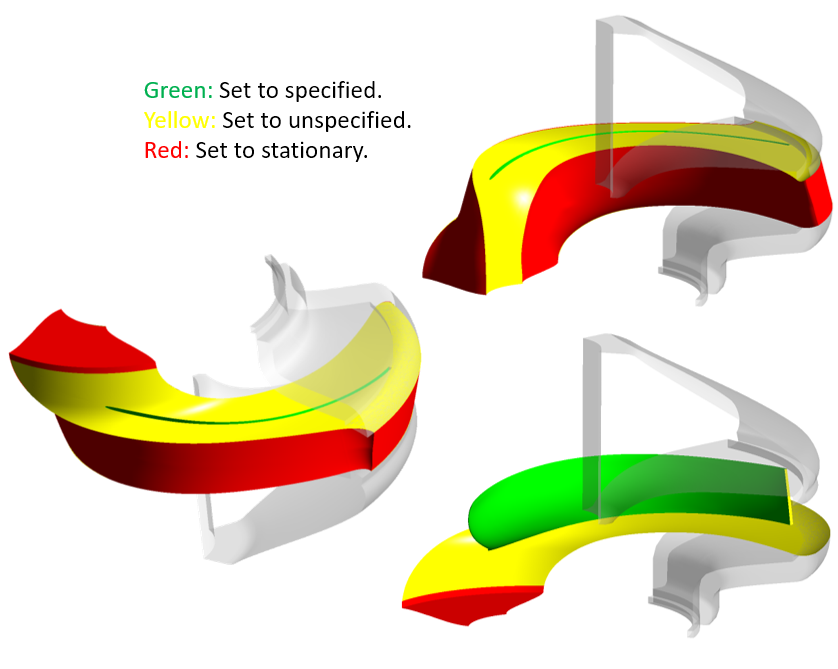 Green: Set to specified.
Yellow: Set to unspecified.
Red: Set to stationary.